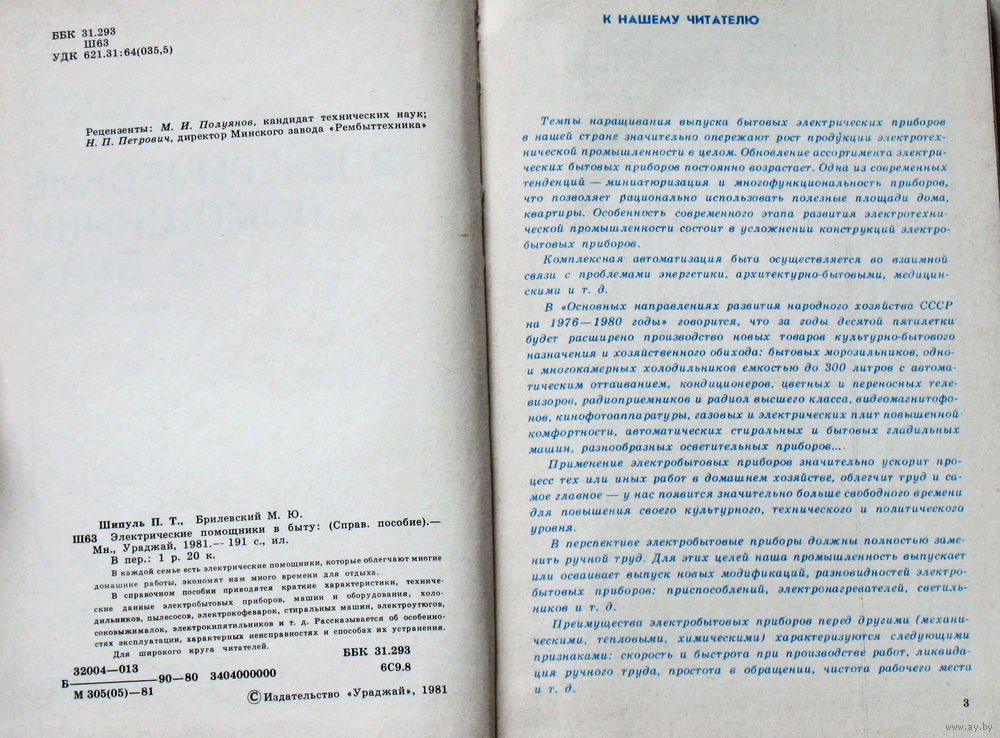 ББК 31.293
Ш63
УДК 621.31:64(035,5)
Рецензенты: М. И. Полуянов, кандидат технических наук;
Н. П. Петрович, директор Минского завода «Рембыттехника»
Шипуль П. Т., Брилевский М. Ю.
Ш63 Электрические помощники в быту: (Справ. пособие).—
Мн., Ураджай, 1981.— 191 с., ил.
В пер.: 1 р. 20 к.
В каждой семье есть электрические помощники, которые облегчают многие
домашние работы, экономят нам много времени для отдыха.
В справочном пособии приводятся краткие характеристики, техниче-
ские данные электробытовых приборов, машин и оборудования, холо-
дильников, пылесосов, электрокофеварок, стиральных машин, электроутюгов,
соковыжималок, электрокипятильников и т. д. Рассказывается об особенно-
стях эксплуатации, характерных неисправностях и способах их устранения.
Для широкого круга читателей.
32004—013
Б————90—80 3404000000
М 305(05)—81
ББК 31.293
6С9.8
© Издательство «Ураджай», 1981
К НАШЕМУ ЧИТАТЕЛЮ
Темпы наращивания выпуска бытовых электрических приборов
в нашей стране значительно опережают рост продукции электротех-
нической промышленности в целом. Обновление ассортимента электри-
ческих бытовых приборов постоянно возрастает. Одна из современных
тенденций — миниатюризация и многофункциональность приборов,
что позволяет рационально использовать полезные площади дома,
квартиры. Особенность современного этапа развития электротехни-
ческой промышленности состоит в усложнении конструкций электро-
бытовых приборов.
Комплексная автоматизация быта осуществляется во взаимной
связи с проблемами энергетики, архитектурно-бытовыми, медицин-
скими и т. д.
В «Основных направлениях развития народного хозяйства СССР
на 1976—1980 годы» говорится, что за годы десятой пятилетки
будет расширено производство новых товаров культурно-бытового
назначения и хозяйственного обихода: бытовых морозильников, одно-
и многокамерных холодильников емкостью до 300 литров с автома-
тическим оттаиванием, кондиционеров, цветных и переносных теле-
визоров, радиоприемников и радиол высшего класса, видеомагнитофо-
нов, кинофотоаппаратуры, газовых и электрических плит повышенной
комфортности, автоматических стиральных и бытовых гладильных
машин, разнообразных осветительных приборов...
Применение электробытовых приборов значительно ускорит про-
цесс тех или иных работ в домашнем хозяйстве, облегчит труд и са-
мое главное — у нас появится значительно больше свободного времени
для повышения своего культурного, технического и политического
уровня.
В перспективе электробытовые приборы должны полностью заме-
нить ручной труд. Для этих целей наша промышленность выпускает
или осваивает выпуск новых модификаций, разновидностей электро-
бытовых приборов: приспособлений, электронагревателей, светиль-
ников и т. д.
Преимущества электробытовых приборов перед другими (механи-
ческими, тепловыми, химическими) характеризуются следующими
признаками: скорость и быстрота при производстве работ, ликвида-
ция ручного труда, простота в обращении, чистота рабочего места
и т. д.
3
www.ay.by